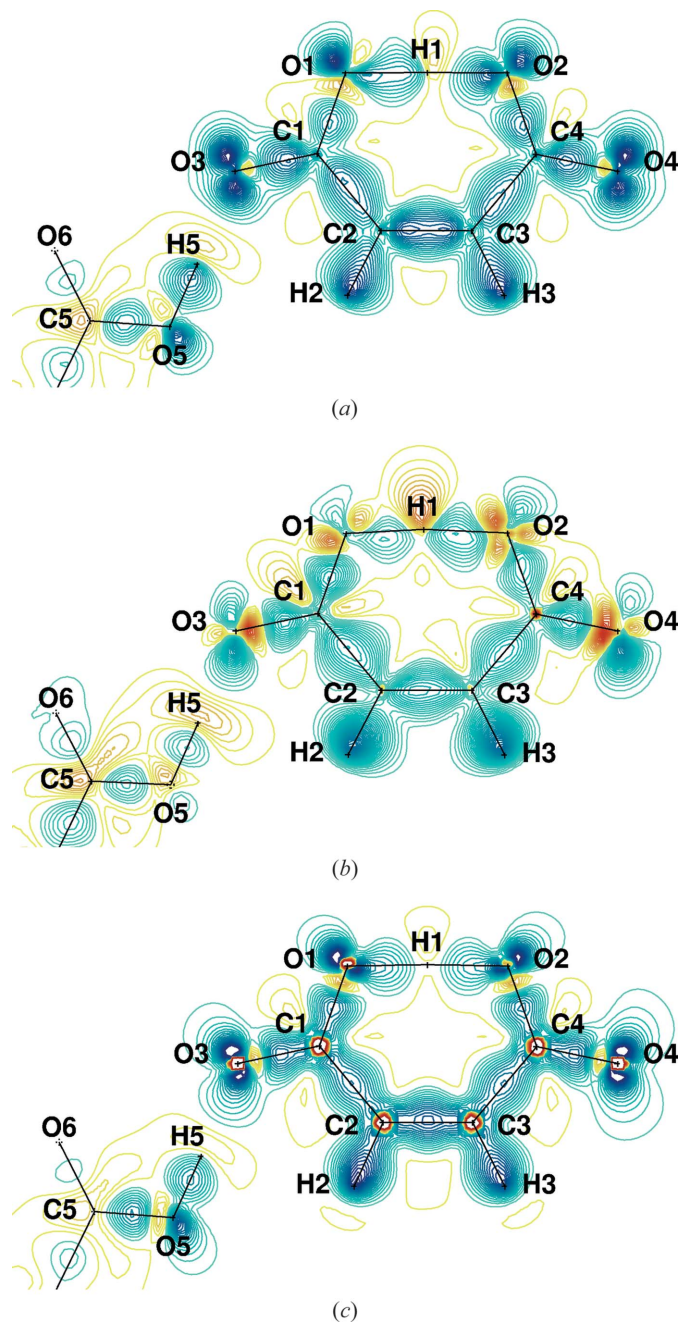 O1 H1 O2
C1 C4
O3 O4
O6 H5 C2 C3
H2 H3
C5
O5
(a)
H1
O1 O2
C1 C4
O3 O4
O6 H5 C2 C3
H2 H3
C5
O5
(b)
O1 H1 O2
C1 C4
O3 O4
O6 H5 C2 C3
H2 H3
C5
O5
(c)